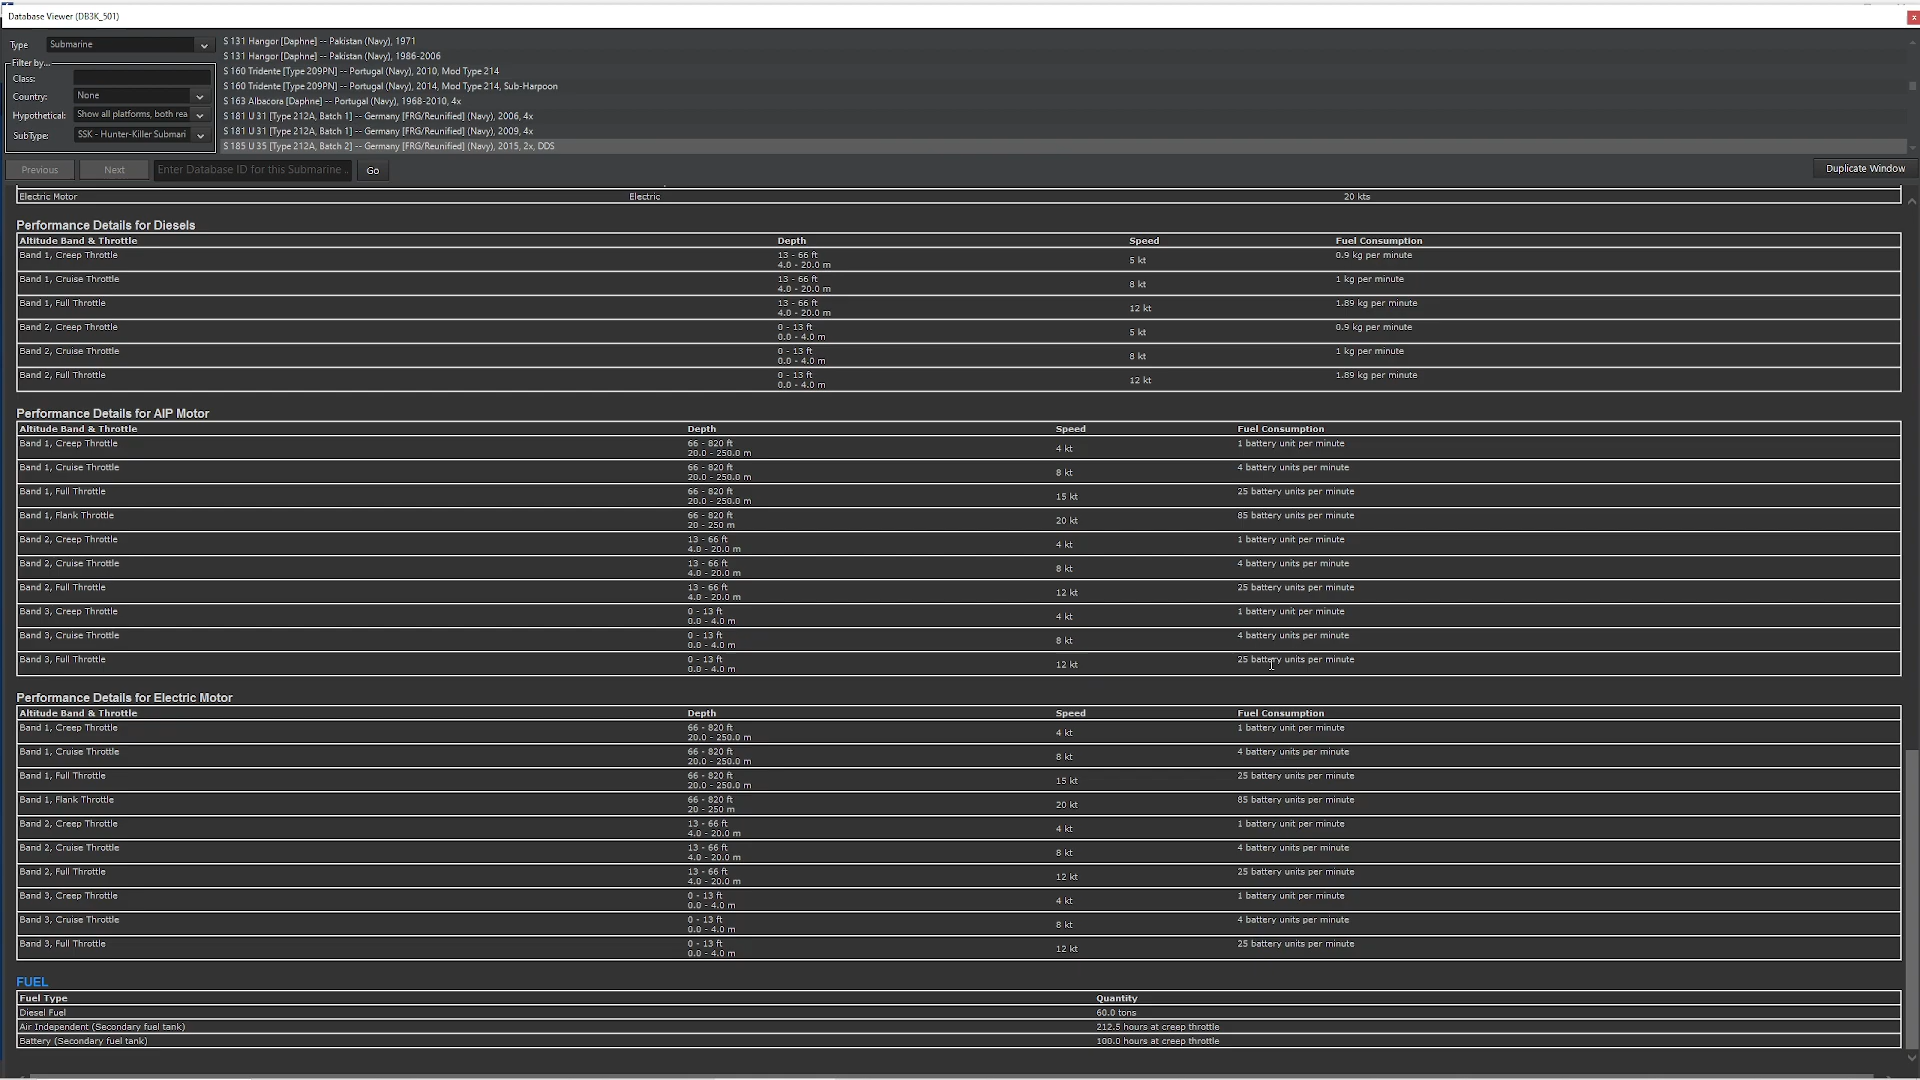 Database Viewer (DB3K_501)
Type Submarine
Filter by...
Class:
Country: None
Hypothetical: Show all platforms, both rea
SubType: SSK - Hunter-Killer Submari
S 131 Hangor [Daphne] -- Pakistan (Navy), 1971
S 131 Hangor [Daphne] -- Pakistan (Navy), 1986-2006
S 160 Tridente [Type 209PN] -- Portugal (Navy), 2010, Mod Type 214
S 160 Tridente [Type 209PN] -- Portugal (Navy), 2014, Mod Type 214, Sub-Harpoon
S 163 Albacora [Daphne] -- Portugal (Navy), 1968-2010, 4x
S 181 U 31 [Type 212A, Batch 1] -- Germany [FRG/Reunified] (Navy), 2006, 4x
S 181 U 31 [Type 212A, Batch 1] -- Germany [FRG/Reunified] (Navy), 2009, 4x
S 185 U 35 [Type 212A, Batch 2] -- Germany [FRG/Reunified] (Navy), 2015, 2x, DDS
Previous Next Enter Database ID for this Submarine .. Go Duplicate Window
Electric Motor Electric 20 kts
Performance Details for Diesels
Altitude Band & Throttle Depth Speed Fuel Consumption
Band 1, Creep Throttle 13 - 66 ft 5 kt 0.9 kg per minute
4.0 - 20.0 m
Band 1, Cruise Throttle 13 - 66 ft 8 kt 1 kg per minute
4.0 - 20.0 m
Band 1, Full Throttle 13 - 66 ft 12 kt 1.89 kg per minute
4.0 - 20.0 m
Band 2, Creep Throttle 0 - 13 ft 5 kt 0.9 kg per minute
0.0 - 4.0 m
Band 2, Cruise Throttle 0 - 13 ft 8 kt 1 kg per minute
0.0 - 4.0 m
Band 2, Full Throttle 0 - 13 ft 12 kt 1.89 kg per minute
0.0 - 4.0 m
Performance Details for AIP Motor
Altitude Band & Throttle Depth Speed Fuel Consumption
Band 1, Creep Throttle 66 - 820 ft 4 kt 1 battery unit per minute
20.0 - 250.0 m
Band 1, Cruise Throttle 66 - 820 ft 8 kt 4 battery units per minute
20.0 - 250.0 m
Band 1, Full Throttle 66 - 820 ft 15 kt 25 battery units per minute
20.0 - 250.0 m
Band 1, Flank Throttle 66 - 820 ft 20 kt 85 battery units per minute
20 - 250 m
Band 2, Creep Throttle 13 - 66 ft 4 kt 1 battery unit per minute
4.0 - 20.0 m
Band 2, Cruise Throttle 13 - 66 ft 8 kt 4 battery units per minute
4.0 - 20.0 m
Band 2, Full Throttle 13 - 66 ft 12 kt 25 battery units per minute
4.0 - 20.0 m
Band 3, Creep Throttle 0 - 13 ft 4 kt 1 battery unit per minute
0.0 - 4.0 m
Band 3, Cruise Throttle 0 - 13 ft 8 kt 4 battery units per minute
0.0 - 4.0 m
Band 3, Full Throttle 0 - 13 ft 12 kt 25 battery units per minute
0.0 - 4.0 m
Performance Details for Electric Motor
Altitude Band & Throttle Depth Speed Fuel Consumption
Band 1, Creep Throttle 66 - 820 ft 4 kt 1 battery unit per minute
20.0 - 250.0 m
Band 1, Cruise Throttle 66 - 820 ft 8 kt 4 battery units per minute
20.0 - 250.0 m
Band 1, Full Throttle 66 - 820 ft 15 kt 25 battery units per minute
20.0 - 250.0 m
Band 1, Flank Throttle 66 - 820 ft 20 kt 85 battery units per minute
20 - 250 m
Band 2, Creep Throttle 13 - 66 ft 4 kt 1 battery unit per minute
4.0 - 20.0 m
Band 2, Cruise Throttle 13 - 66 ft 8 kt 4 battery units per minute
4.0 - 20.0 m
Band 2, Full Throttle 13 - 66 ft 12 kt 25 battery units per minute
4.0 - 20.0 m
Band 3, Creep Throttle 0 - 13 ft 4 kt 1 battery unit per minute
0.0 - 4.0 m
Band 3, Cruise Throttle 0 - 13 ft 8 kt 4 battery units per minute
0.0 - 4.0 m
Band 3, Full Throttle 0 - 13 ft 12 kt 25 battery units per minute
0.0 - 4.0 m
FUEL
Fuel Type Quantity
Diesel Fuel 60.0 tons
Air Independent (Secondary fuel tank) 212.5 hours at creep throttle
Battery (Secondary fuel tank) 100.0 hours at creep throttle